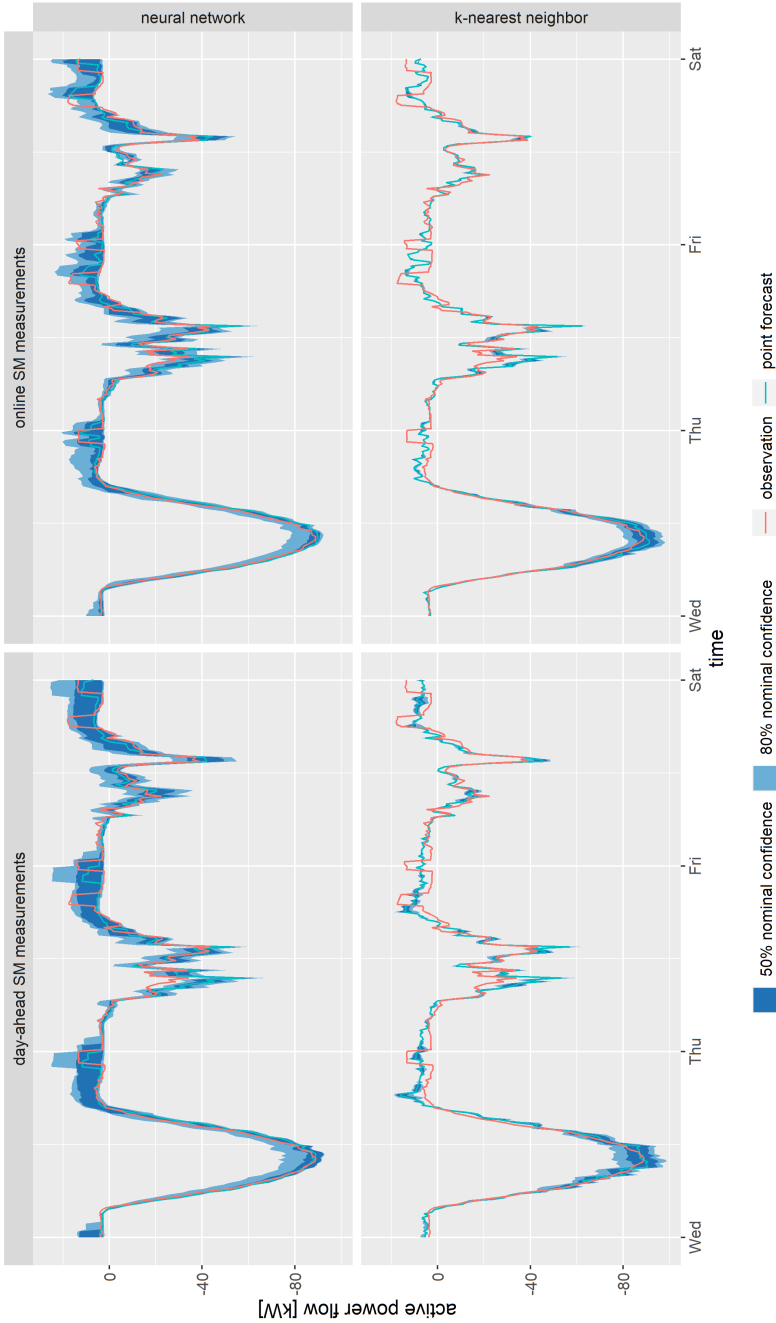 day-ahead SM measurements
online SM measurements
neural network
k-nearest neighbor
active power flow [kW]
0
-40
-80
0
-40
-80
Wed
Thu
Fri
Sat
Wed
Thu
Fri
Sat
time
50% nominal confidence
80% nominal confidence
observation
point forecast